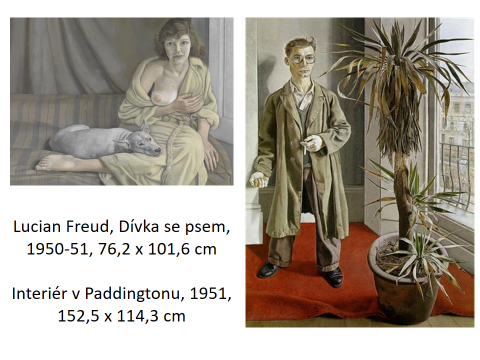 Lucian Freud, Dívka se psem,
1950-51, 76,2 x 101,6 cm
Interiér v Paddingtonu, 1951,
152,5 x 114,3 cm